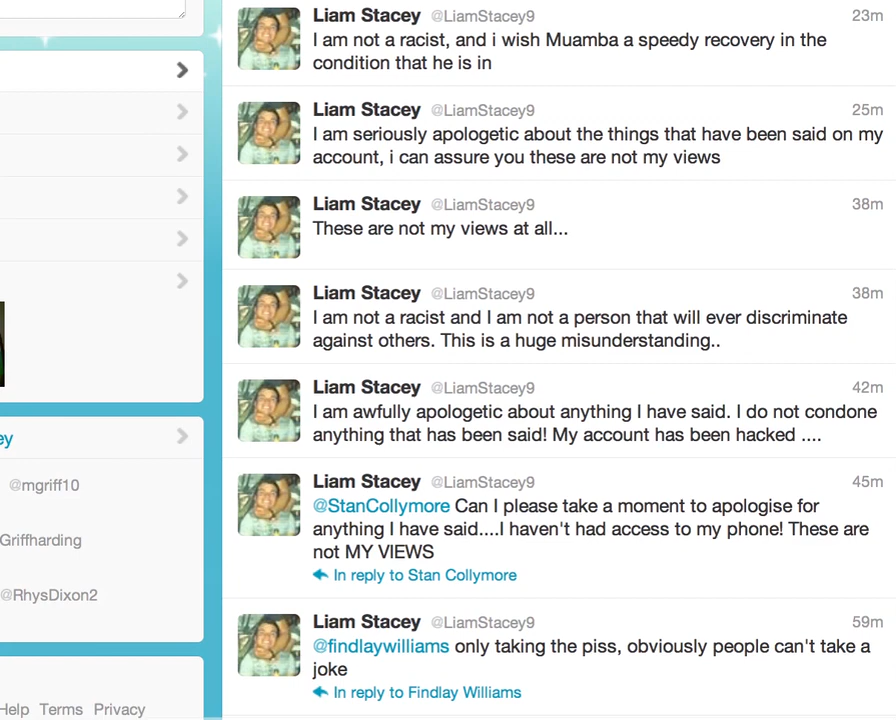 Liam Stacey @LiamStacey9 23m
I am not a racist, and i wish Muamba a speedy recovery in the
condition that he is in
Liam Stacey @LiamStacey9 25m
I am seriously apologetic about the things that have been said on my
account, i can assure you these are not my views
Liam Stacey @LiamStacey9 38m
These are not my views at all...
Liam Stacey @LiamStacey9 38m
I am not a racist and I am not a person that will ever discriminate
against others. This is a huge misunderstanding..
Liam Stacey @LiamStacey9 42m
I am awfully apologetic about anything I have said. I do not condone
anything that has been said! My account has been hacked ....
Liam Stacey @LiamStacey9 45m
@StanCollymore Can I please take a moment to apologise for
anything I have said....I haven't had access to my phone! These are
not MY VIEWS
In reply to Stan Collymore
Liam Stacey @LiamStacey9 59m
@findlaywilliams only taking the piss, obviously people can't take a
joke
In reply to Findlay Williams
ey
@mgriff10
Griffharding
@RhysDixon2
Help Terms Privacy